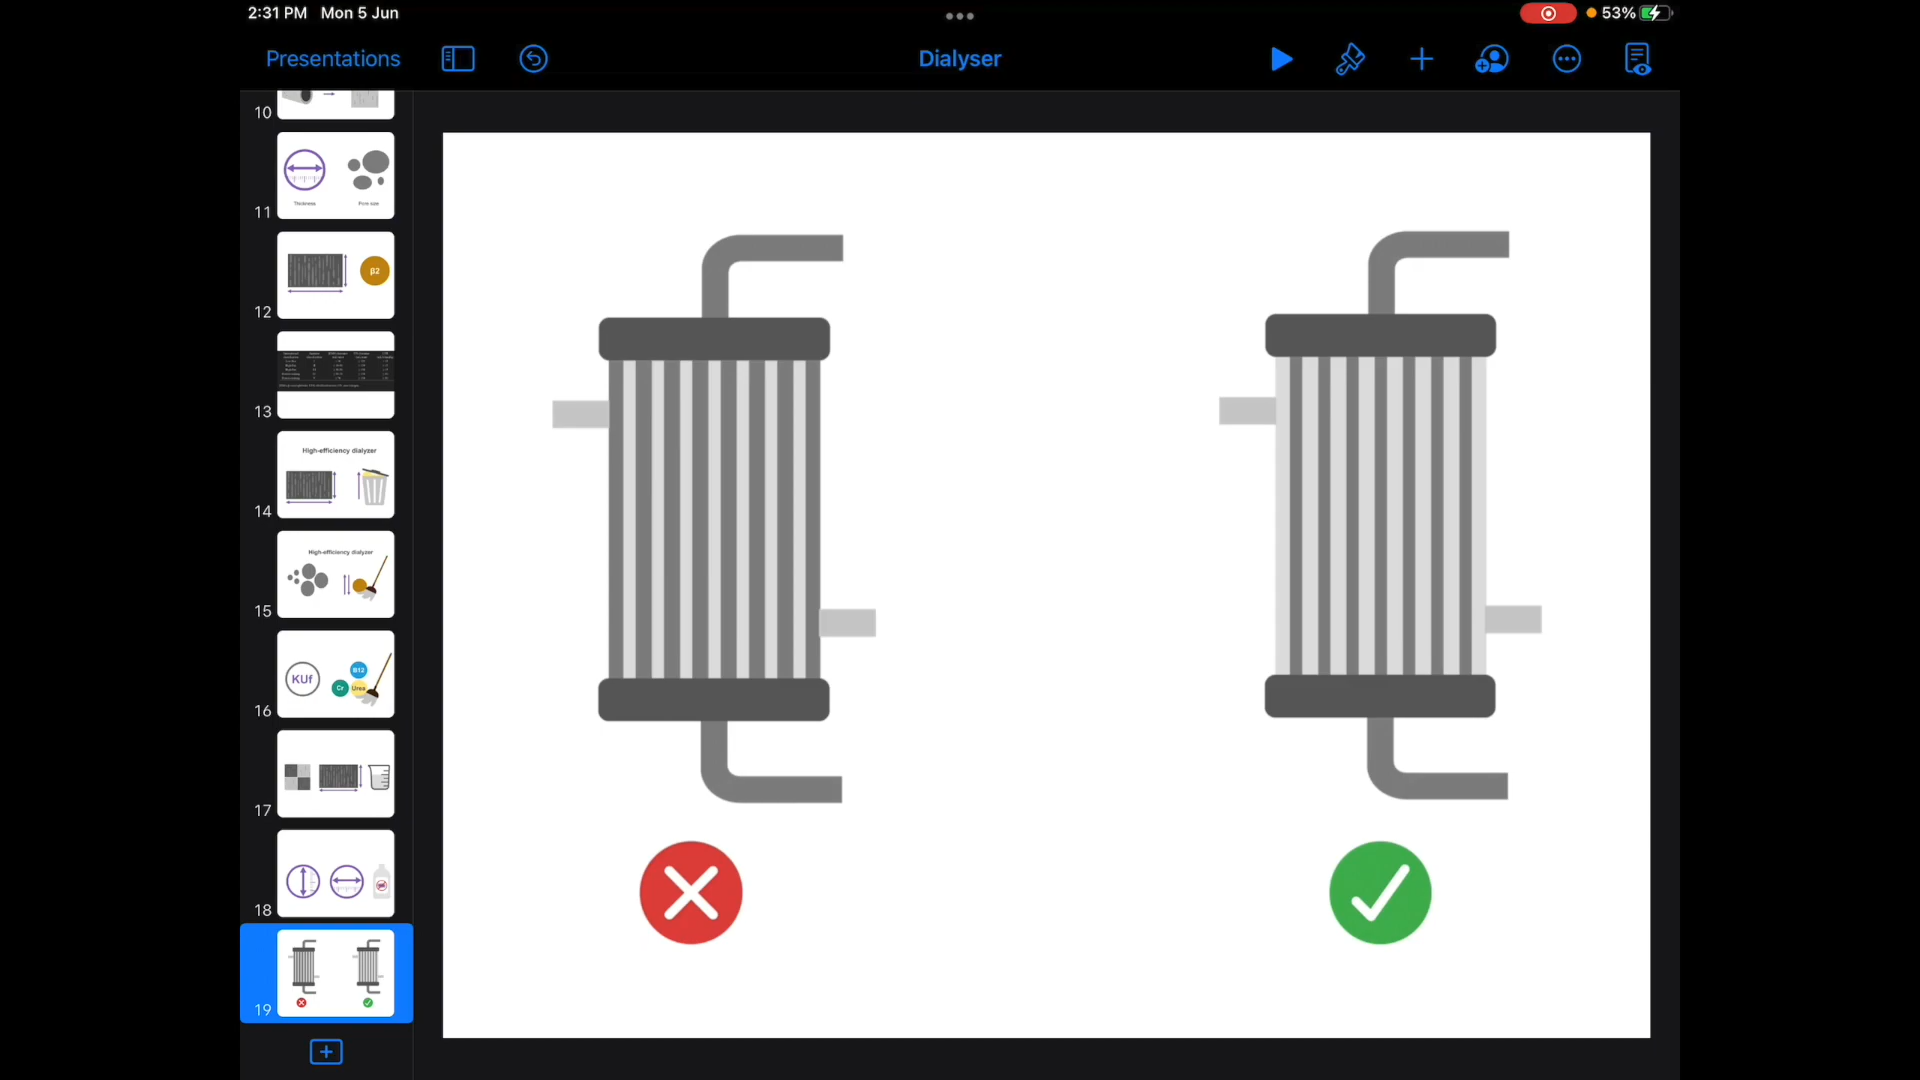 2:31 PM Mon 5 Jun
53%
Presentations
Dialyser
10
11
Thickness
Pore size
12
β2
13
14
High-efficiency dialyzer
15
High-efficiency dialyzer
16
KUf
B12
Cr
Urea
17
18
19